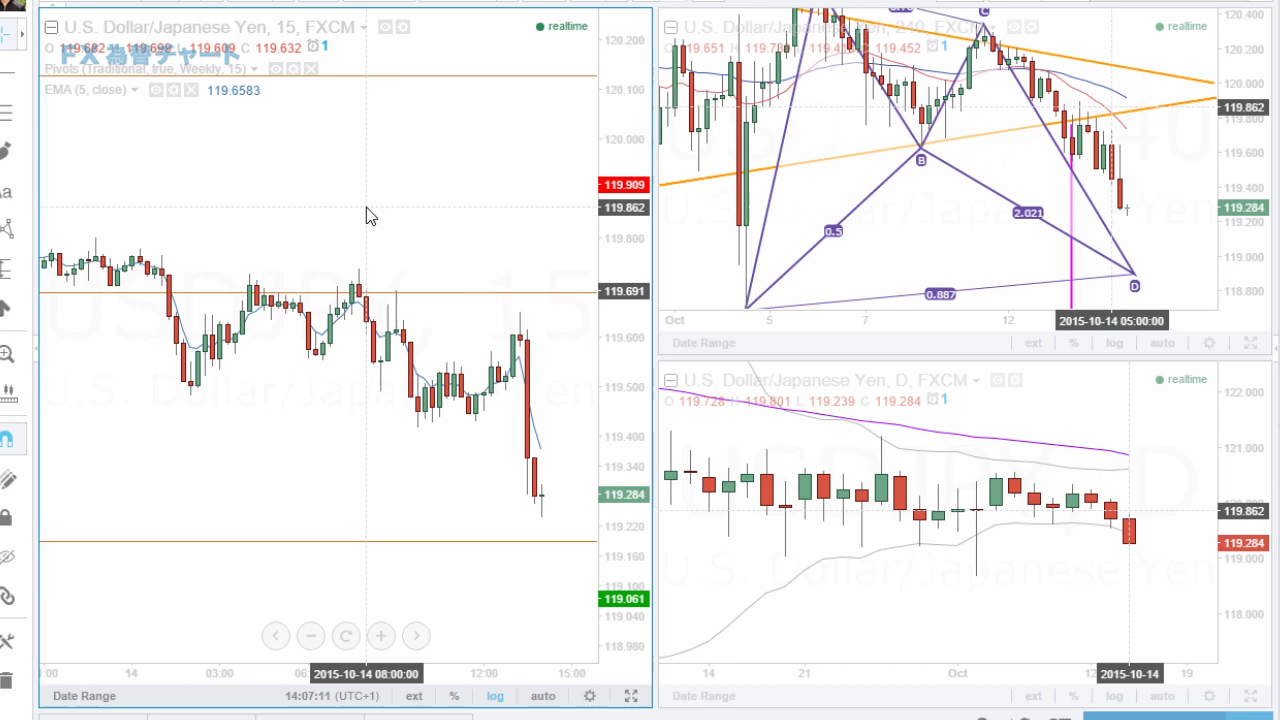 U.S. Dollar/Japanese Yen, 15, FXCM
realtime
O 119.682 H 119.698 L 119.609 C 119.632 1
FX 為替チャート
Pivots (Traditional, true, Weekly, 15)
EMA (5, close) 119.6583
120.200
120.100
120.000
119.909
119.862
119.800
119.691
119.600
119.500
119.400
119.340
119.284
119.220
119.160
119.100
119.061
119.040
118.980
14
03:00
2015-10-14 08:00:00
12:00
15:00
Date Range
14:07:11 (UTC+1)
ext
%
log
auto
U.S. Dollar/Japanese Yen, 240, FXCM
realtime
119.651
C 119.452 1
C
B
D
0.5
2.021
0.887
120.400
120.200
120.000
119.862
119.800
119.600
119.400
119.284
119.200
119.000
118.800
Oct
5
7
12
2015-10-14 05:00:00
Date Range
ext
%
log
auto
U.S. Dollar/Japanese Yen, D, FXCM
realtime
O 119.728 H 119.801 L 119.239 C 119.284 1
122.000
121.000
120.000
119.862
119.284
119.000
118.000
14
21
Oct
12
2015-10-14
19
Date Range
ext
%
log
auto